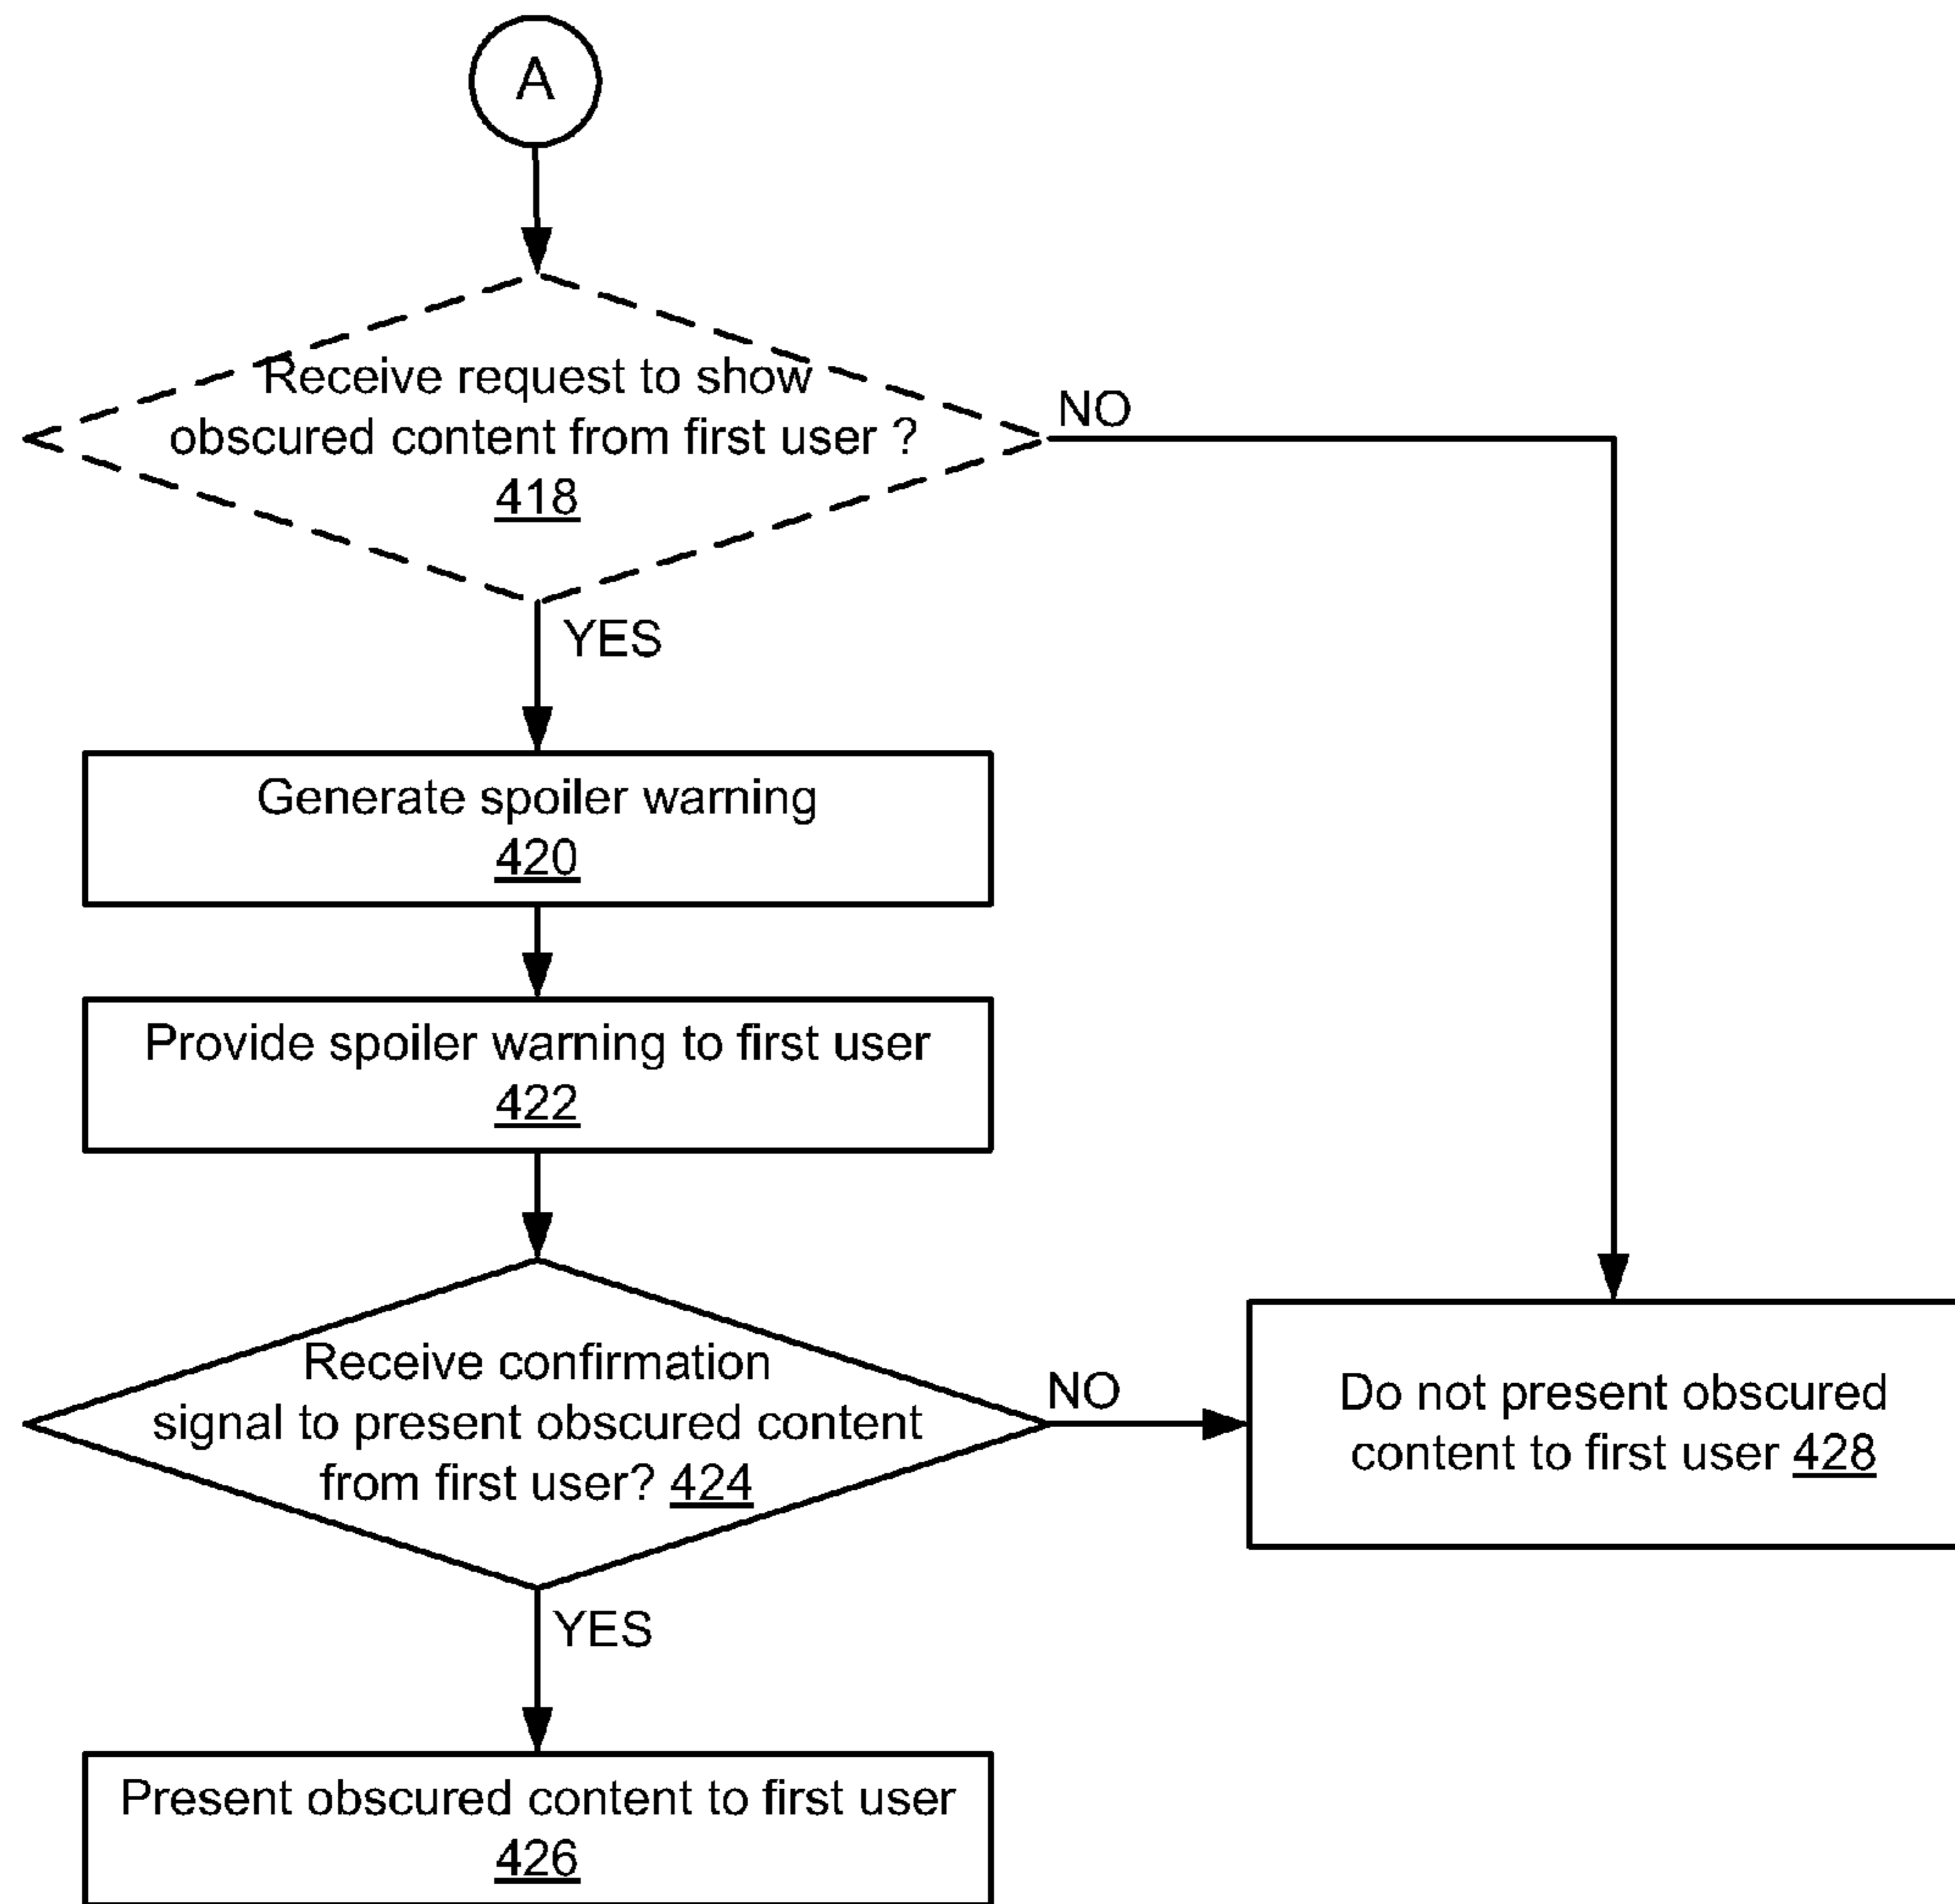 A
Receive request to show
obscured content from first user ?
418
NO
YES
Generate spoiler warning
420
Provide spoiler warning to first user
422
Receive confirmation
signal to present obscured content
from first user? 424
NO
Do not present obscured
content to first user 428
YES
Present obscured content to first user
426